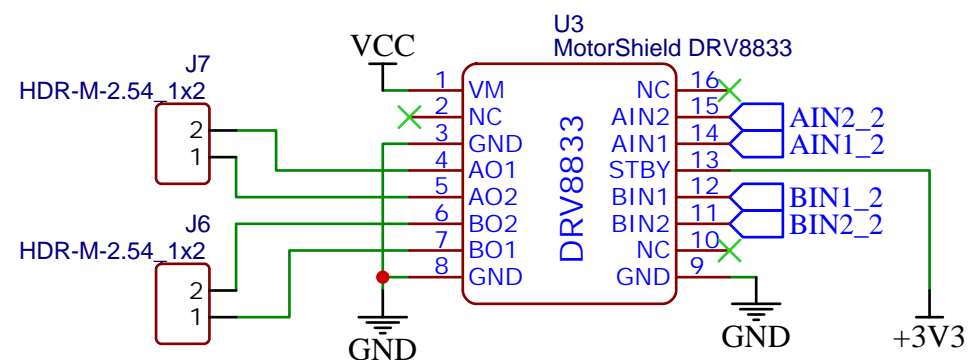 U3
MotorShield DRV8833
VCC
J7
HDR-M-2.54_1x2
2
1
J6
HDR-M-2.54_1x2
2
1
1 VM
2 NC
3 GND
4 AO1
5 AO2
6 BO2
7 BO1
8 GND
DRV8833
NC 16
AIN2 15 AIN2_2
AIN1 14 AIN1_2
STBY 13
BIN1 12 BIN1_2
BIN2 11 BIN2_2
NC 10
GND 9
GND
GND
+3V3